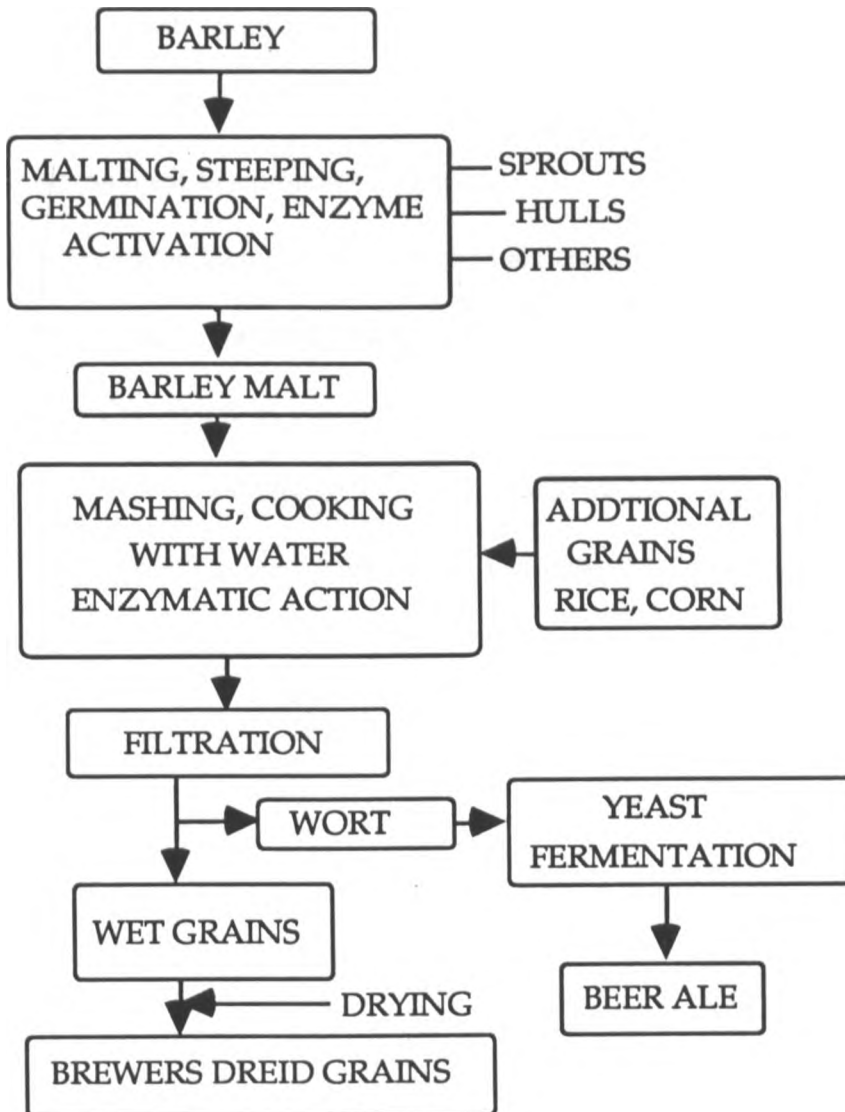 BARLEY
MALTING, STEEPING,
GERMINATION, ENZYME
ACTIVATION
SPROUTS
HULLS
OTHERS
BARLEY MALT
MASHING, COOKING
WITH WATER
ENZYMATIC ACTION
ADDTIONAL
GRAINS
RICE, CORN
FILTRATION
WORT
YEAST
FERMENTATION
WET GRAINS
BEER ALE
DRYING
BREWERS DREID GRAINS